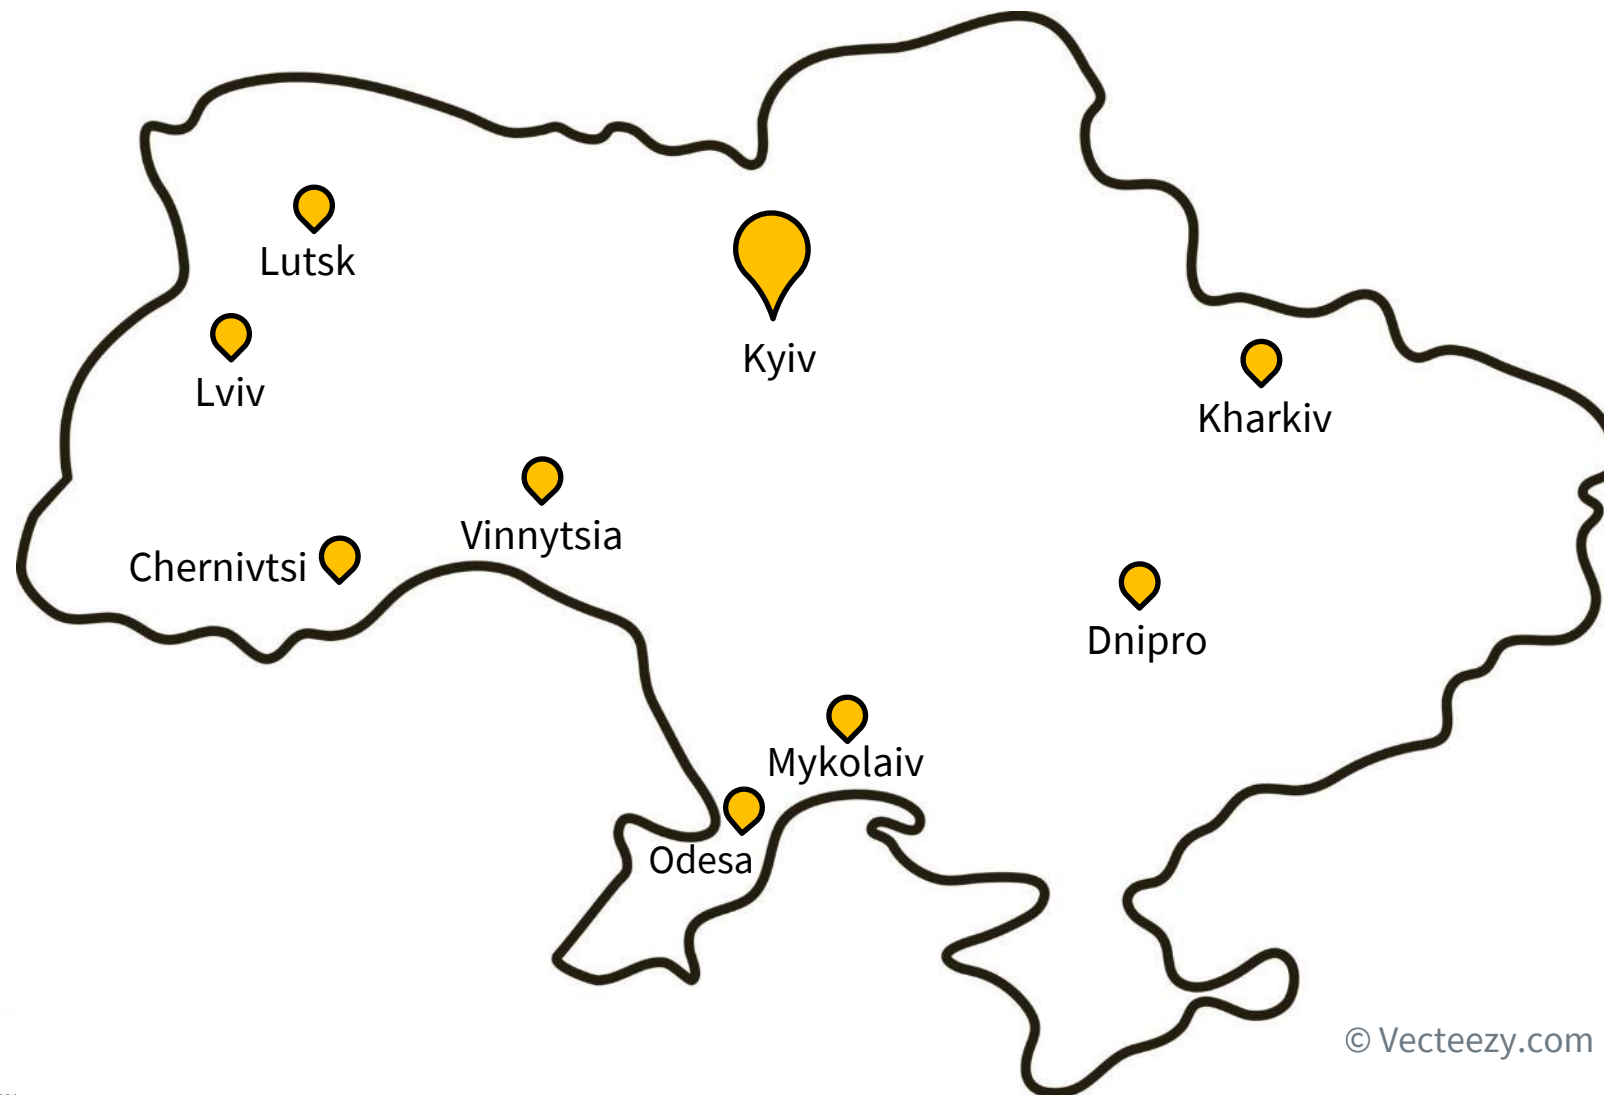 Lutsk
Kyiv
Lviv
Kharkiv
Vinnytsia
Chernivtsi
Dnipro
Mykolaiv
Odesa
© Vecteezy.com